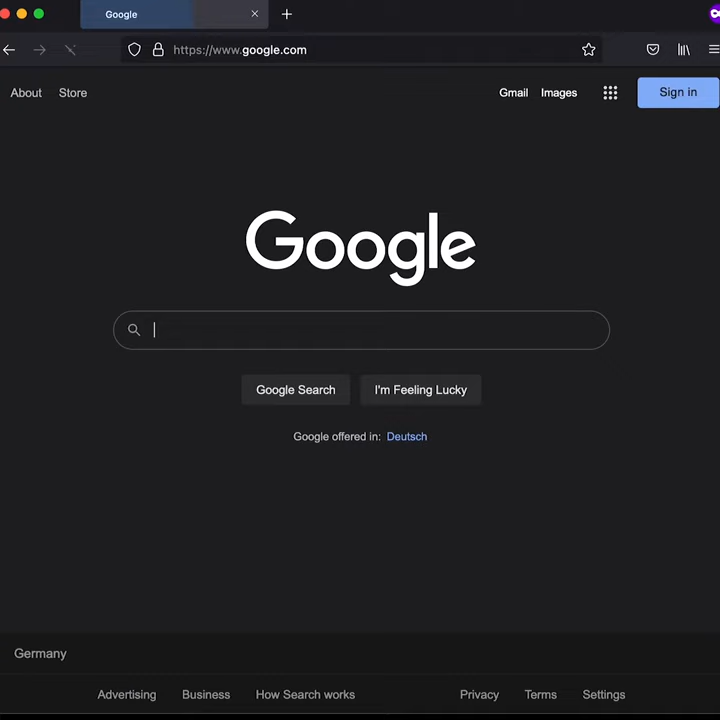 Google
https://www.google.com
About Store Gmail Images Sign in
Google
Google Search I'm Feeling Lucky
Google offered in: Deutsch
Germany
Advertising Business How Search works Privacy Terms Settings